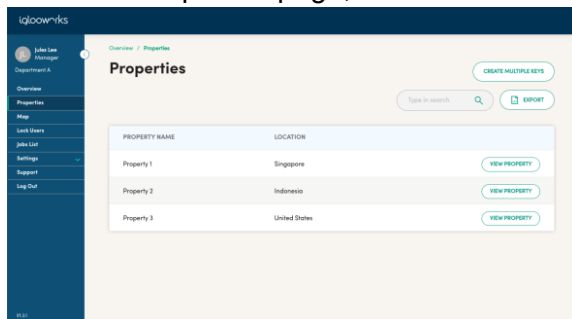 iglooworks
Jules Lee
Manager
Department A
Overview
Properties
Map
Lock Users
Jobs List
Settings
Support
Log Out
Overview / Properties
Properties
CREATE MULTIPLE KEYS
Type in search
EXPORT
PROPERTY NAME LOCATION
Property 1 Singapore VIEW PROPERTY
Property 2 Indonesia VIEW PROPERTY
Property 3 United States VIEW PROPERTY